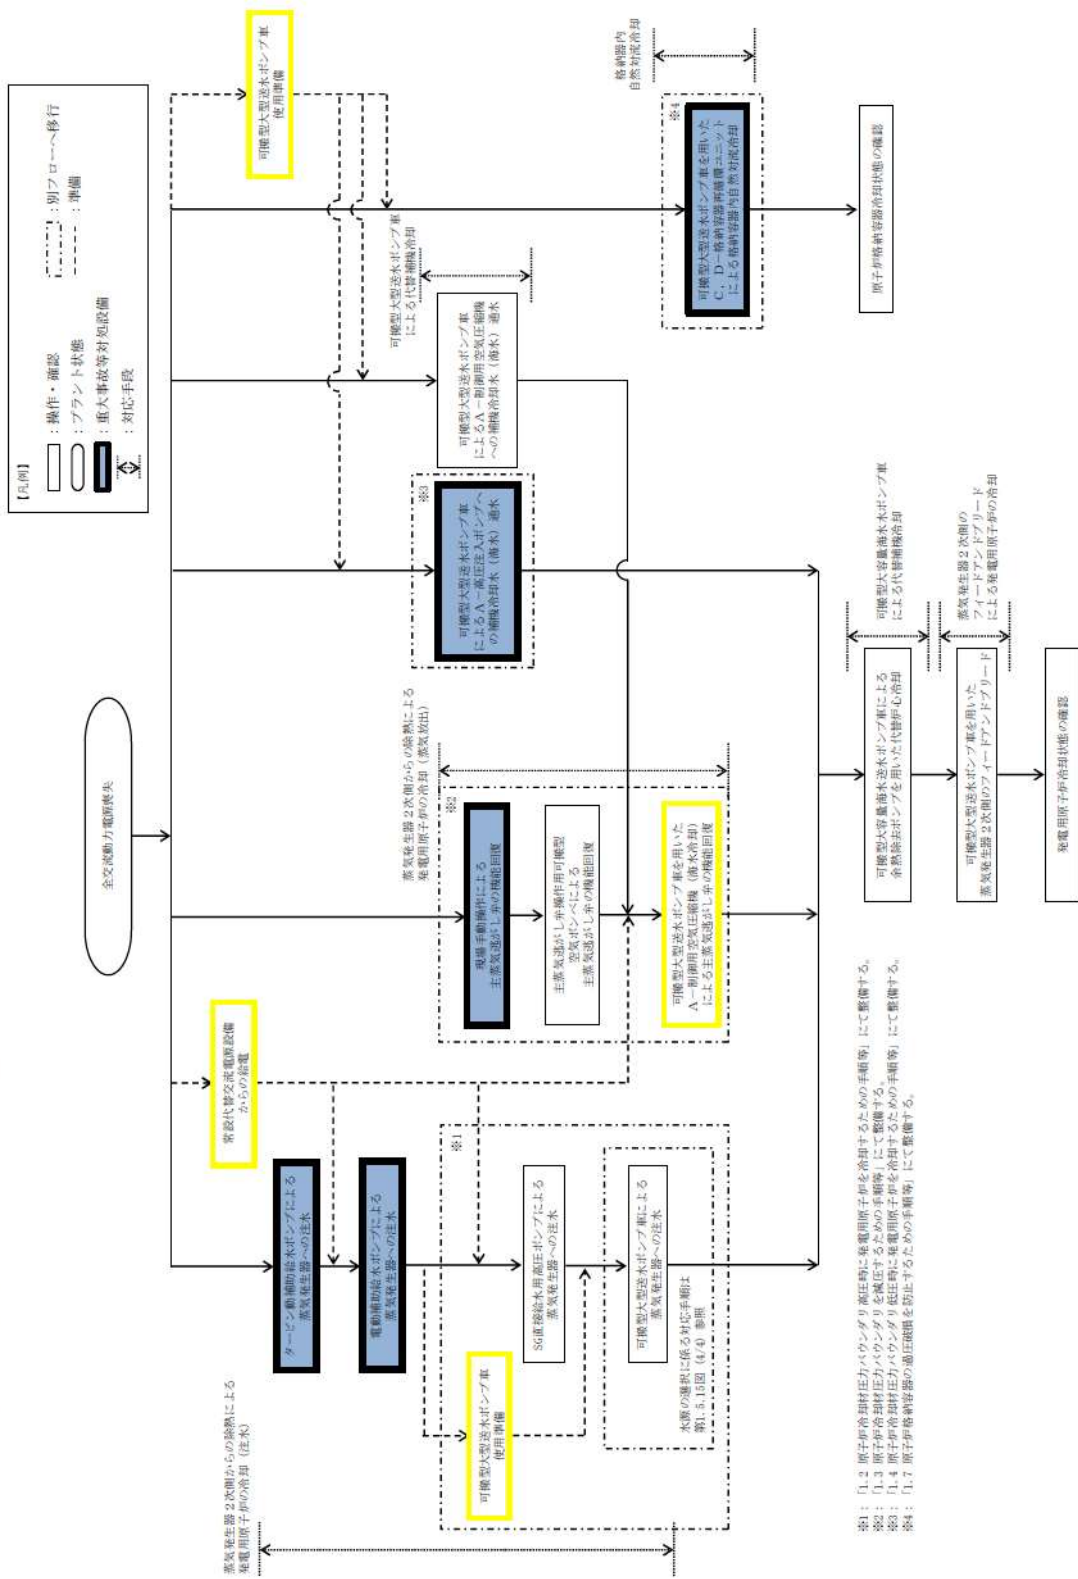 【凡例】
：操作・確認
：プラント状態
：重大事故等対処設備
：対応手段
：別フローへ移行
：準備
全交流動力電源喪失
蒸気発生器２次側からの除熱による
発電用原子炉の冷却（注水）
タービン動補助給水ポンプによる
蒸気発生器への注水
電動補助給水ポンプによる
蒸気発生器への注水
常設代替交流電源設備
からの給電
※1
可搬型大型送水ポンプ車
使用準備
SG直接給水用高圧ポンプによる
蒸気発生器への注水
可搬型大型送水ポンプ車による
蒸気発生器への注水
水源の選択に係る対応手順は
第1.5.15図（4/4）参照
蒸気発生器２次側からの除熱による
発電用原子炉の冷却（蒸気放出）
※2
現場手動操作による
主蒸気逃がし弁の機能回復
主蒸気逃がし弁操作用可搬型
空気ボンベによる
主蒸気逃がし弁の機能回復
可搬型大型送水ポンプ車を用いた
Ａ－制御用空気圧縮機（海水冷却）
による主蒸気逃がし弁の機能回復
※3
可搬型大型送水ポンプ車
によるＡ－高圧注入ポンプへ
の補機冷却水（海水）通水
可搬型大型送水ポンプ車
による代替補機冷却
可搬型大型送水ポンプ車
によるＡ－制御用空気圧縮機
への補機冷却水（海水）通水
可搬型大型送水ポンプ車
使用準備
格納容器内
自然対流冷却
※4
可搬型大型送水ポンプ車を用いた
Ｃ，Ｄ－格納容器再循環ユニット
による格納容器内自然対流冷却
原子炉格納容器冷却状態の確認
可搬型大容量海水送水ポンプ車による
余熱除去ポンプを用いた代替炉心冷却
可搬型大容量海水水ポンプ車
による代替補機冷却
可搬型大型送水ポンプ車を用いた
蒸気発生器２次側のフィードアンドブリード
蒸気発生器２次側の
フィードアンドブリード
による発電用原子炉の冷却
発電用原子炉冷却状態の確認
※1：「1.2 原子炉冷却材圧力バウンダリ高圧時に発電用原子炉を冷却するための手順等」にて整備する。
※2：「1.3 原子炉冷却材圧力バウンダリを減圧するための手順等」にて整備する。
※3：「1.4 原子炉冷却材圧力バウンダリ低圧時に発電用原子炉を冷却するための手順等」にて整備する。
※4：「1.7 原子炉格納容器の過圧破損を防止するための手順等」にて整備する。